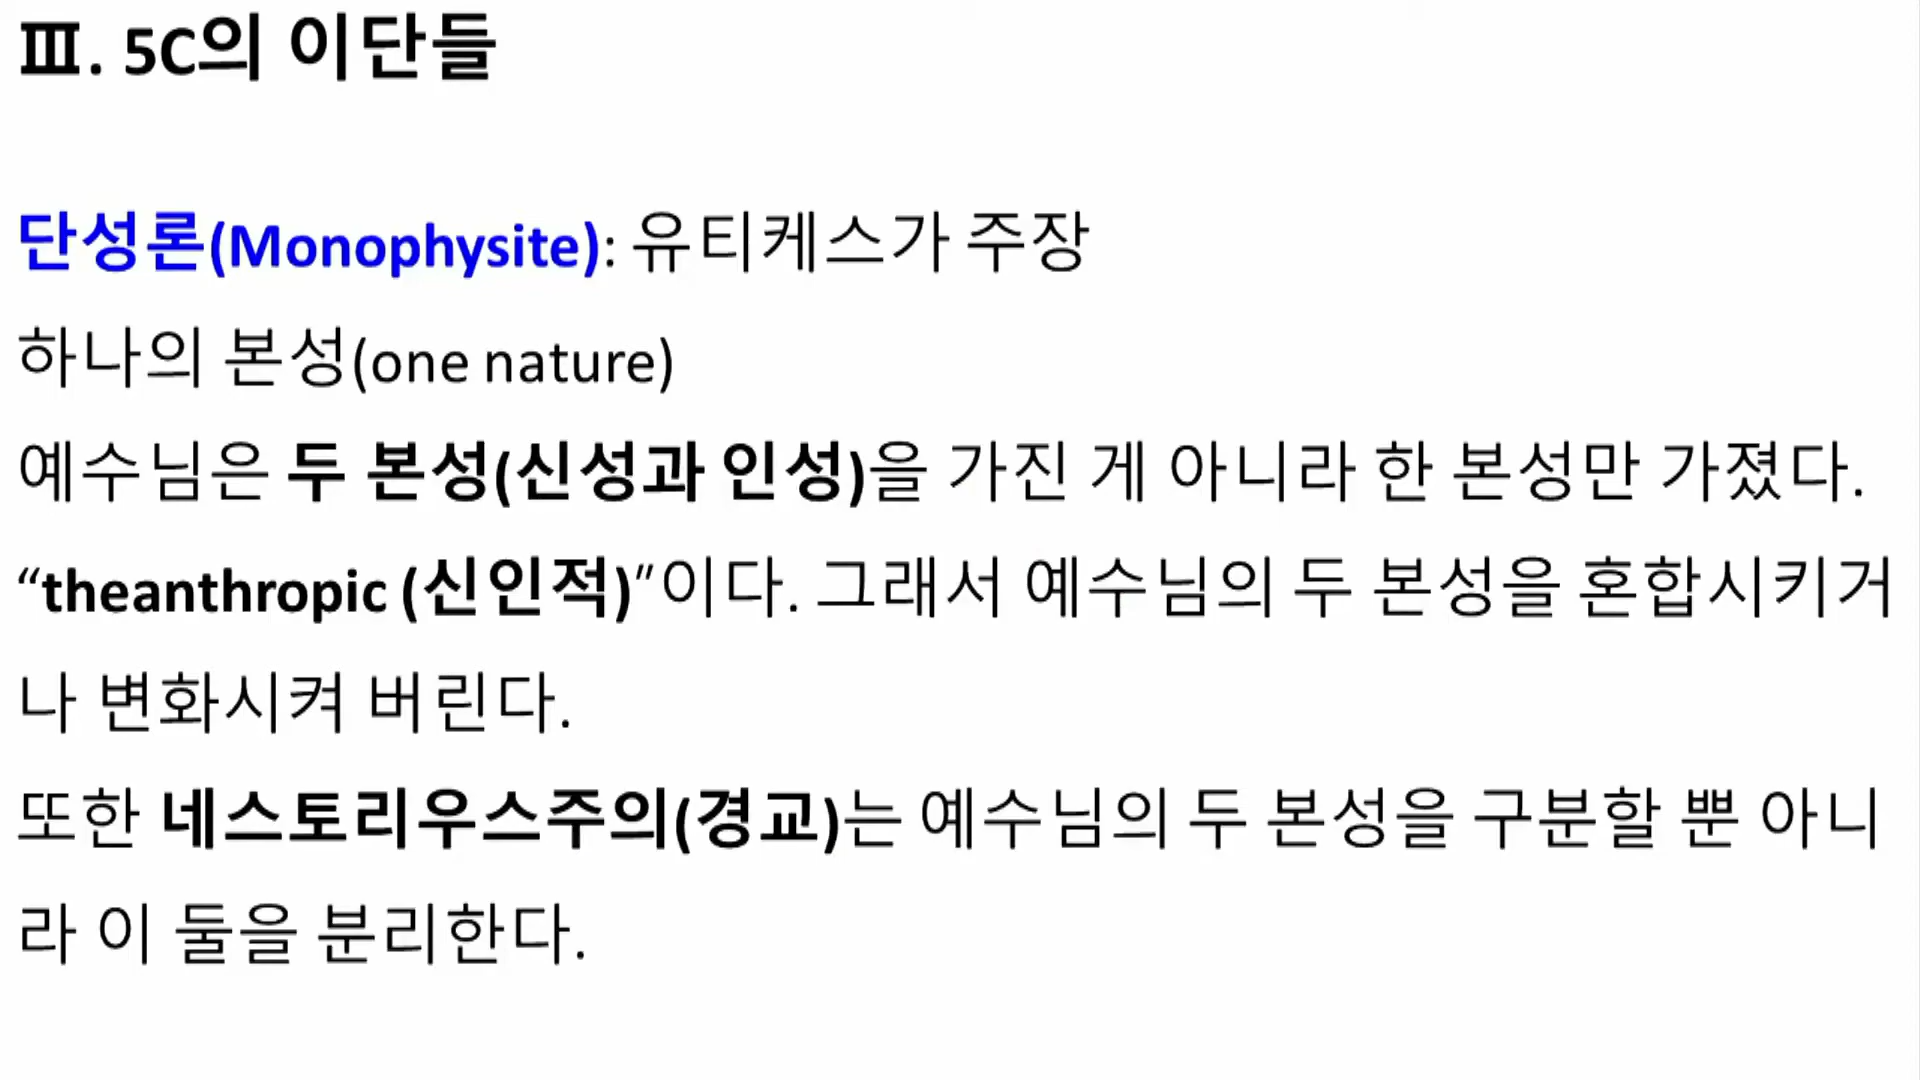 Ⅲ. 5C의 이단들
단성론(Monophysite): 유티케스가 주장
하나의 본성(one nature)
예수님은 두 본성(신성과 인성)을 가진 게 아니라 한 본성만 가졌다.
“theanthropic (신인적)”이다. 그래서 예수님의 두 본성을 혼합시키거
나 변화시켜 버린다.
또한 네스토리우스주의(경교)는 예수님의 두 본성을 구분할 뿐 아니
라 이 둘을 분리한다.